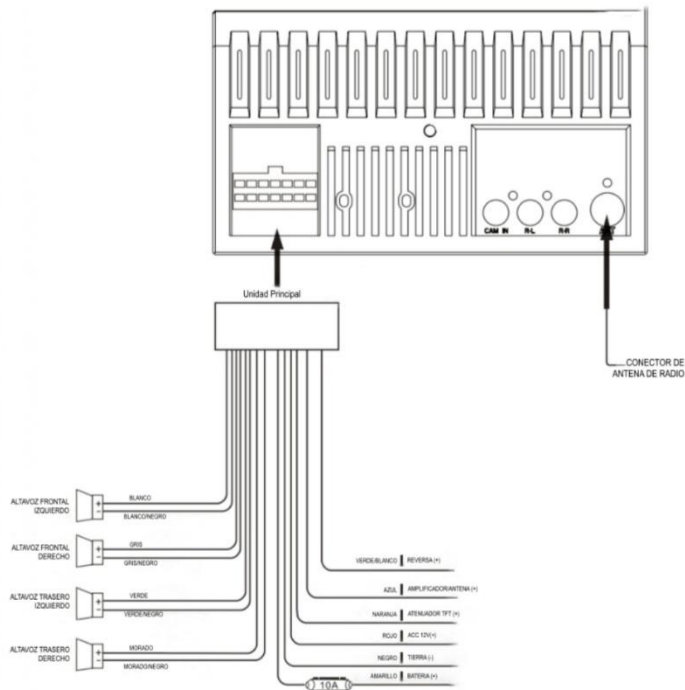 CAM IN
R-L
R-R
Unidad Principal
CONECTOR DE
ANTENA DE RADIO
ALTAVOZ FRONTAL
IZQUIERDO
+
-
BLANCO
BLANCO/NEGRO
ALTAVOZ FRONTAL
DERECHO
+
-
GRIS
GRIS/NEGRO
ALTAVOZ TRASERO
IZQUIERDO
+
-
VERDE
VERDE/NEGRO
ALTAVOZ TRASERO
DERECHO
+
-
MORADO
MORADO/NEGRO
VERDE/BLANCO REVERSA (+)
AZUL AMPLIFICADOR/ANTENA (+)
NARANJA ATENUADOR TFT (+)
ROJO ACC 12V(+)
NEGRO TIERRA (-)
AMARILLO BATERIA (+)
10A